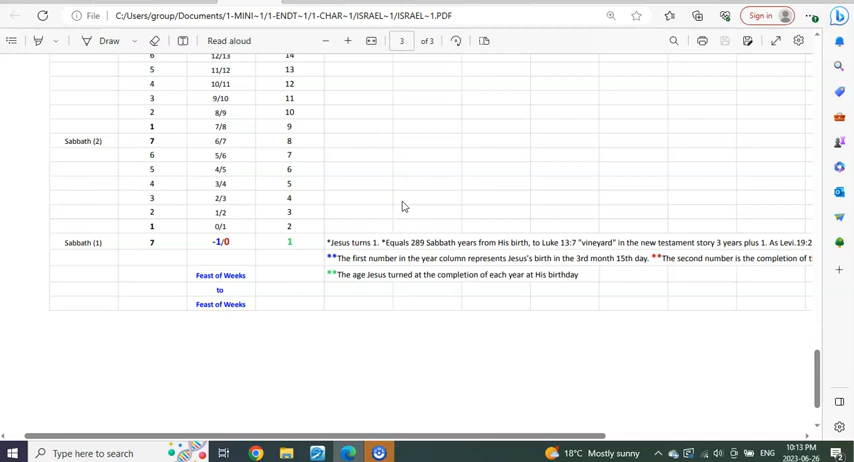 File C:/Users/group/Documents/1-MINI~1/1-ENDT~1/1-CHAR~1/ISRAEL~1/ISRAEL~1.PDF Sign in
Draw Read aloud 3 of 3
6 12/13 14
5 11/12 13
4 10/11 12
3 9/10 11
2 8/9 10
1 7/8 9
Sabbath (2) 7 6/7 8
6 5/6 7
5 4/5 6
4 3/4 5
3 2/3 4
2 1/2 3
1 0/1 2
Sabbath (1) 7 -1/0 1 *Jesus turns 1. *Equals 289 Sabbath years from His birth, to Luke 13:7 "vineyard" in the new testament story 3 years plus 1. As Levi.19:2
**The first number in the year column represents Jesus's birth in the 3rd month 15th day. **The second number is the completion of
Feast of Weeks **The age Jesus turned at the completion of each year at His birthday
to
Feast of Weeks
Type here to search 18°C Mostly sunny ENG 10:13 PM
2023-06-26 2